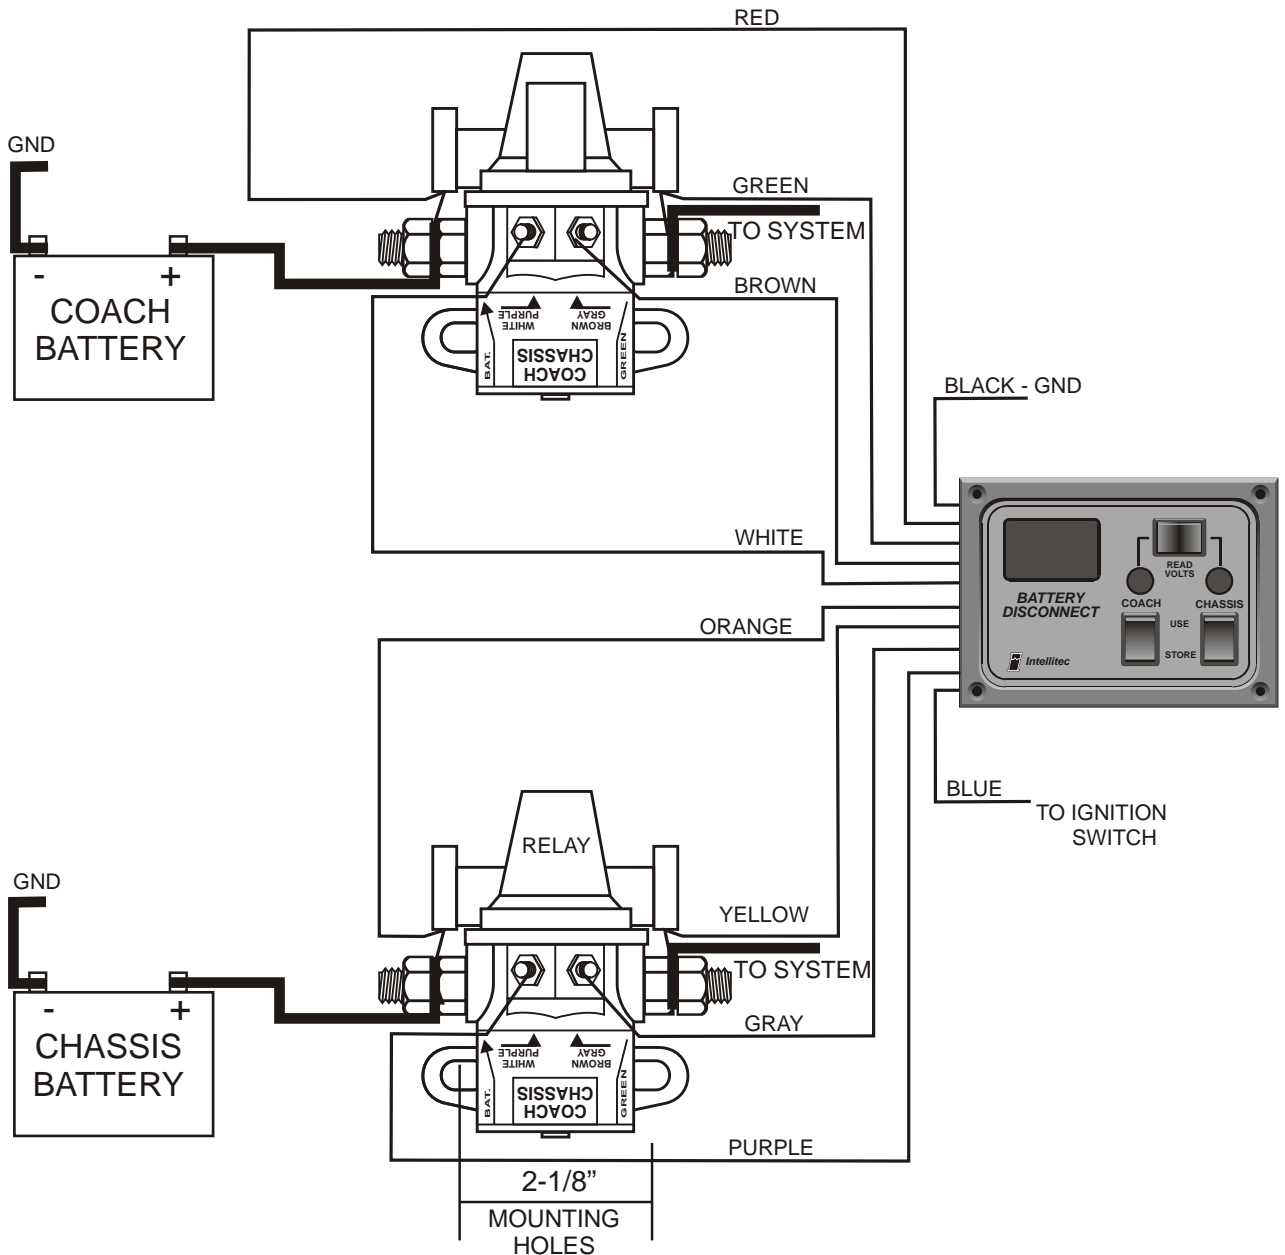 RED
GND
GREEN
TO SYSTEM
- +
COACH
BATTERY
BROWN
WHITE
PURPLE
BROWN
GRAY
BAT.
COACH
CHASSIS
GREEN
BLACK - GND
WHITE
READ
VOLTS
BATTERY
DISCONNECT
COACH
CHASSIS
USE
STORE
Intellitec
ORANGE
BLUE
TO IGNITION
SWITCH
RELAY
GND
YELLOW
TO SYSTEM
- +
CHASSIS
BATTERY
GRAY
WHITE
PURPLE
BROWN
GRAY
BAT.
COACH
CHASSIS
GREEN
PURPLE
2-1/8”
MOUNTING
HOLES